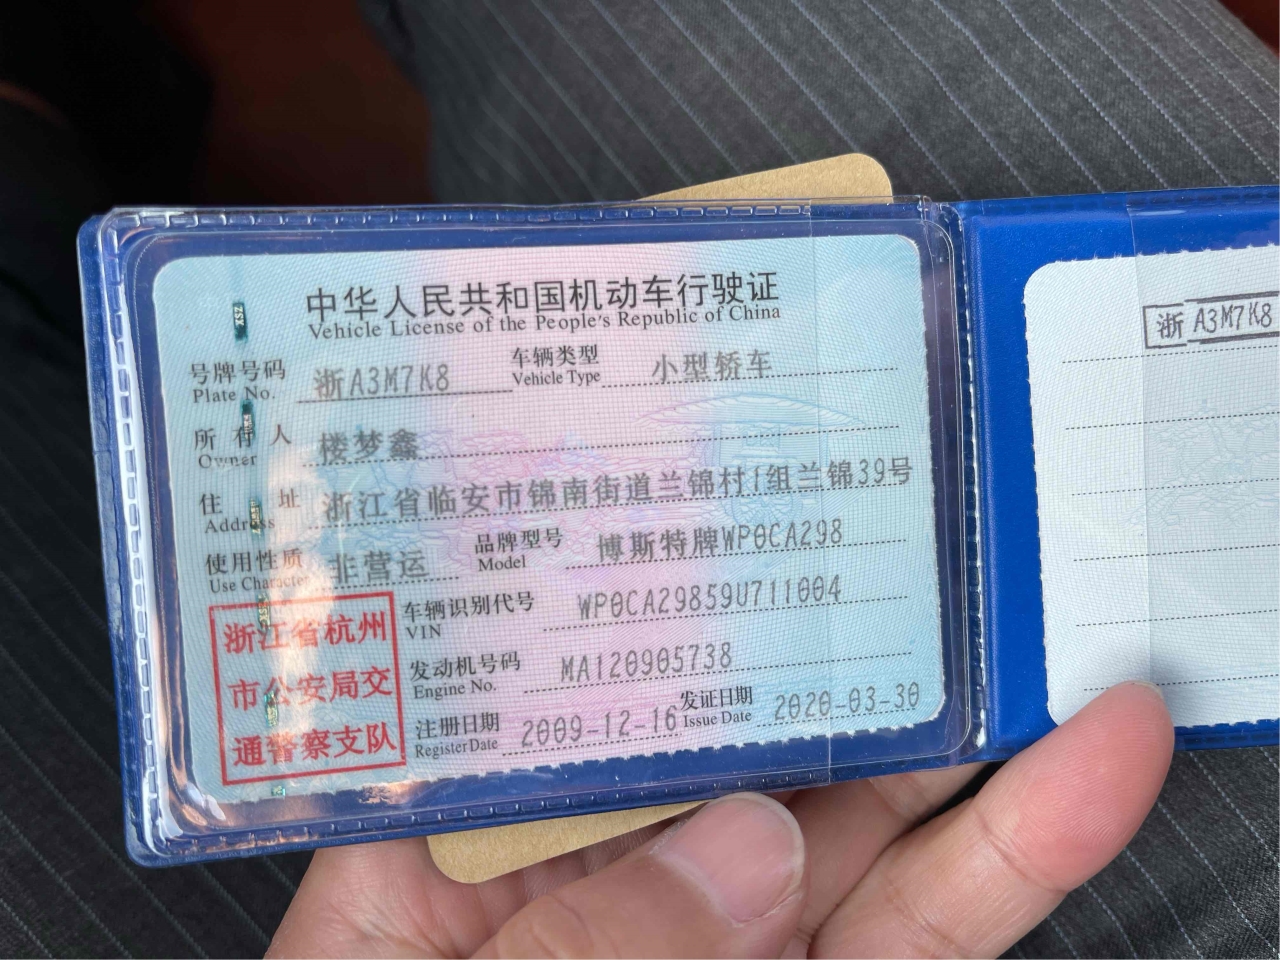 中华人民共和国机动车行驶证
Vehicle License of the People's Republic of China
号牌号码 浙A3M7K8 车辆类型 小型轿车
Plate No. Vehicle Type
所有人 楼梦鑫
Owner
住址 浙江省临安市锦南街道兰锦村1组兰锦39号
Address
使用性质 非营运 品牌型号 博斯特牌WP0CA298
Use Character Model
车辆识别代号 WP0CA29859U711004
VIN
发动机号码 MA120905738
Engine No.
注册日期 2009-12-16 发证日期 2020-03-30
Register Date Issue Date
浙江省杭州
市公安局交
通警察支队
浙A3M7K8